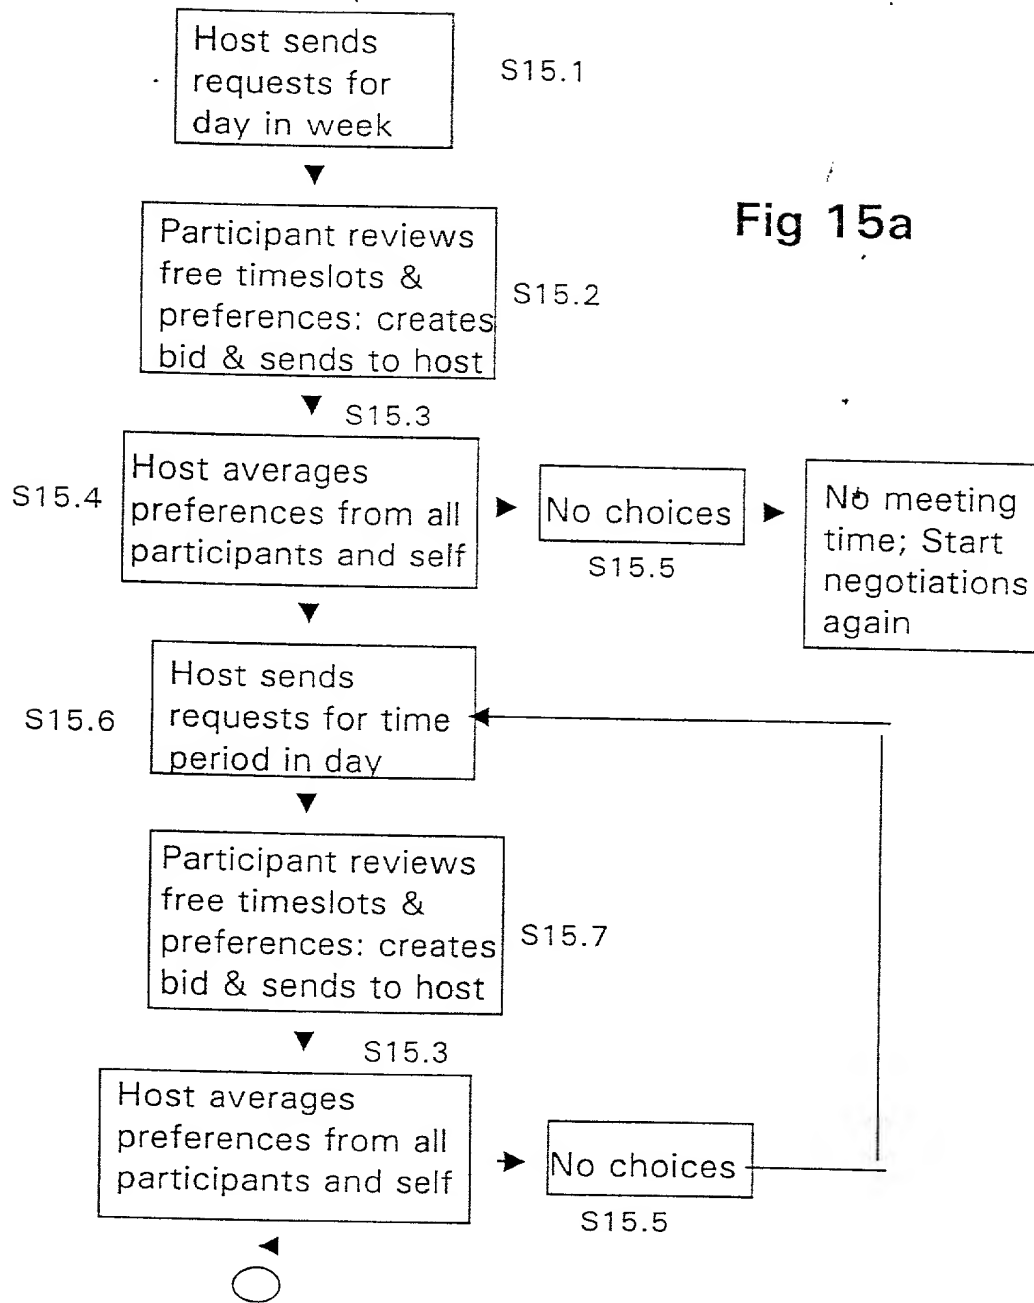 Host sends
requests for
day in week
S15.1
Fig 15a
Participant reviews
free timeslots &
preferences: creates
bid & sends to host
S15.2
S15.3
S15.4
Host averages
preferences from all
participants and self
No choices
S15.5
No meeting
time; Start
negotiations
again
S15.6
Host sends
requests for time
period in day
Participant reviews
free timeslots &
preferences: creates
bid & sends to host
S15.7
S15.3
Host averages
preferences from all
participants and self
No choices
S15.5